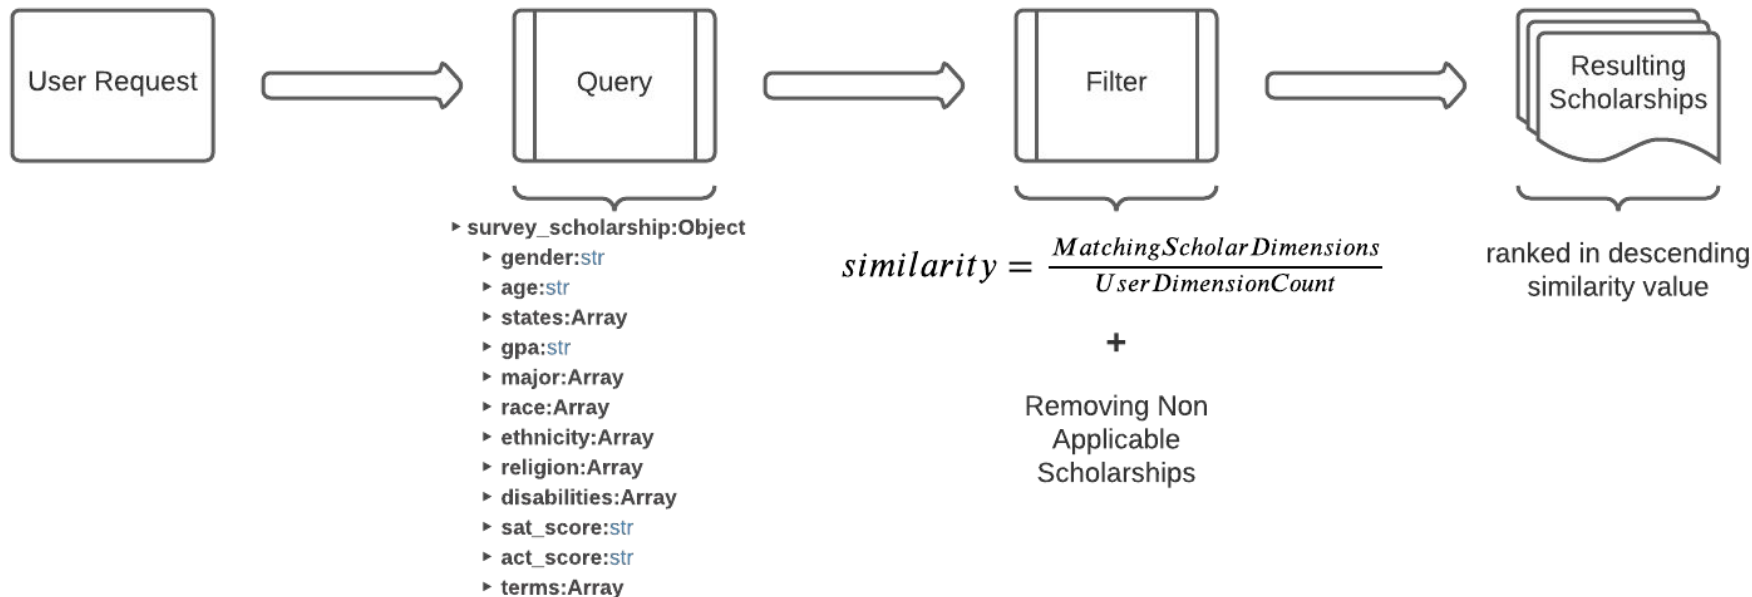 User Request
Query
Filter
Resulting
Scholarships
survey_scholarship:Object
gender:str
age:str
states:Array
gpa:str
major:Array
race:Array
ethnicity:Array
religion:Array
disabilities:Array
sat_score:str
act_score:str
terms:Array
similarity = MatchingScholarDimensions
UserDimensionCount
+
Removing Non
Applicable
Scholarships
ranked in descending
similarity value